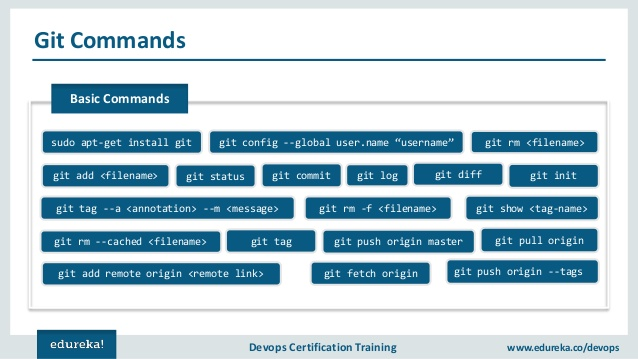 Git Commands
Basic Commands
sudo apt-get install git
git config --global user.name “username”
git rm <filename>
git add <filename>
git status
git commit
git log
git diff
git init
git tag --a <annotation> --m <message>
git rm -f <filename>
git show <tag-name>
git rm --cached <filename>
git tag
git push origin master
git pull origin
git add remote origin <remote link>
git fetch origin
git push origin --tags
edureka!
Devops Certification Training
www.edureka.co/devops